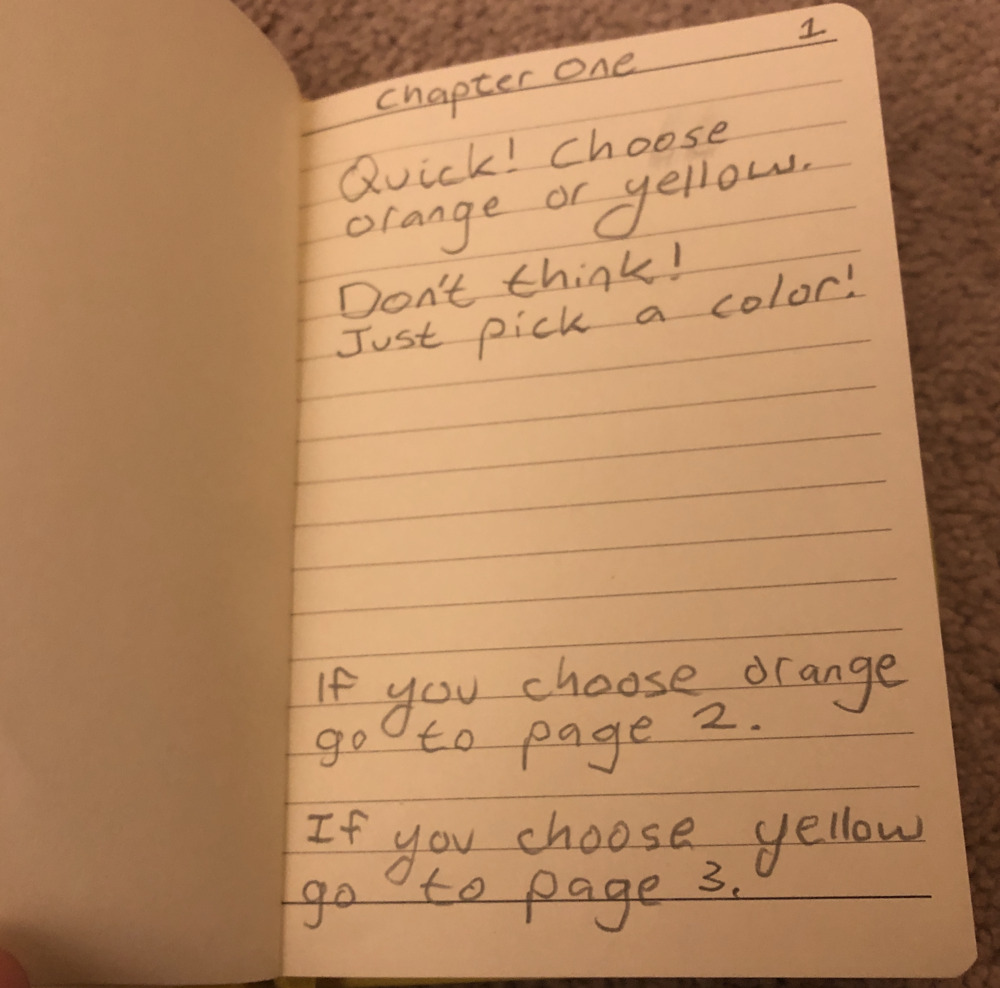 1
Chapter One
Quick! Choose
orange or yellow.
Don't think!
Just pick a color!
If you choose orange
go to page 2.
If you choose yellow
go to page 3.